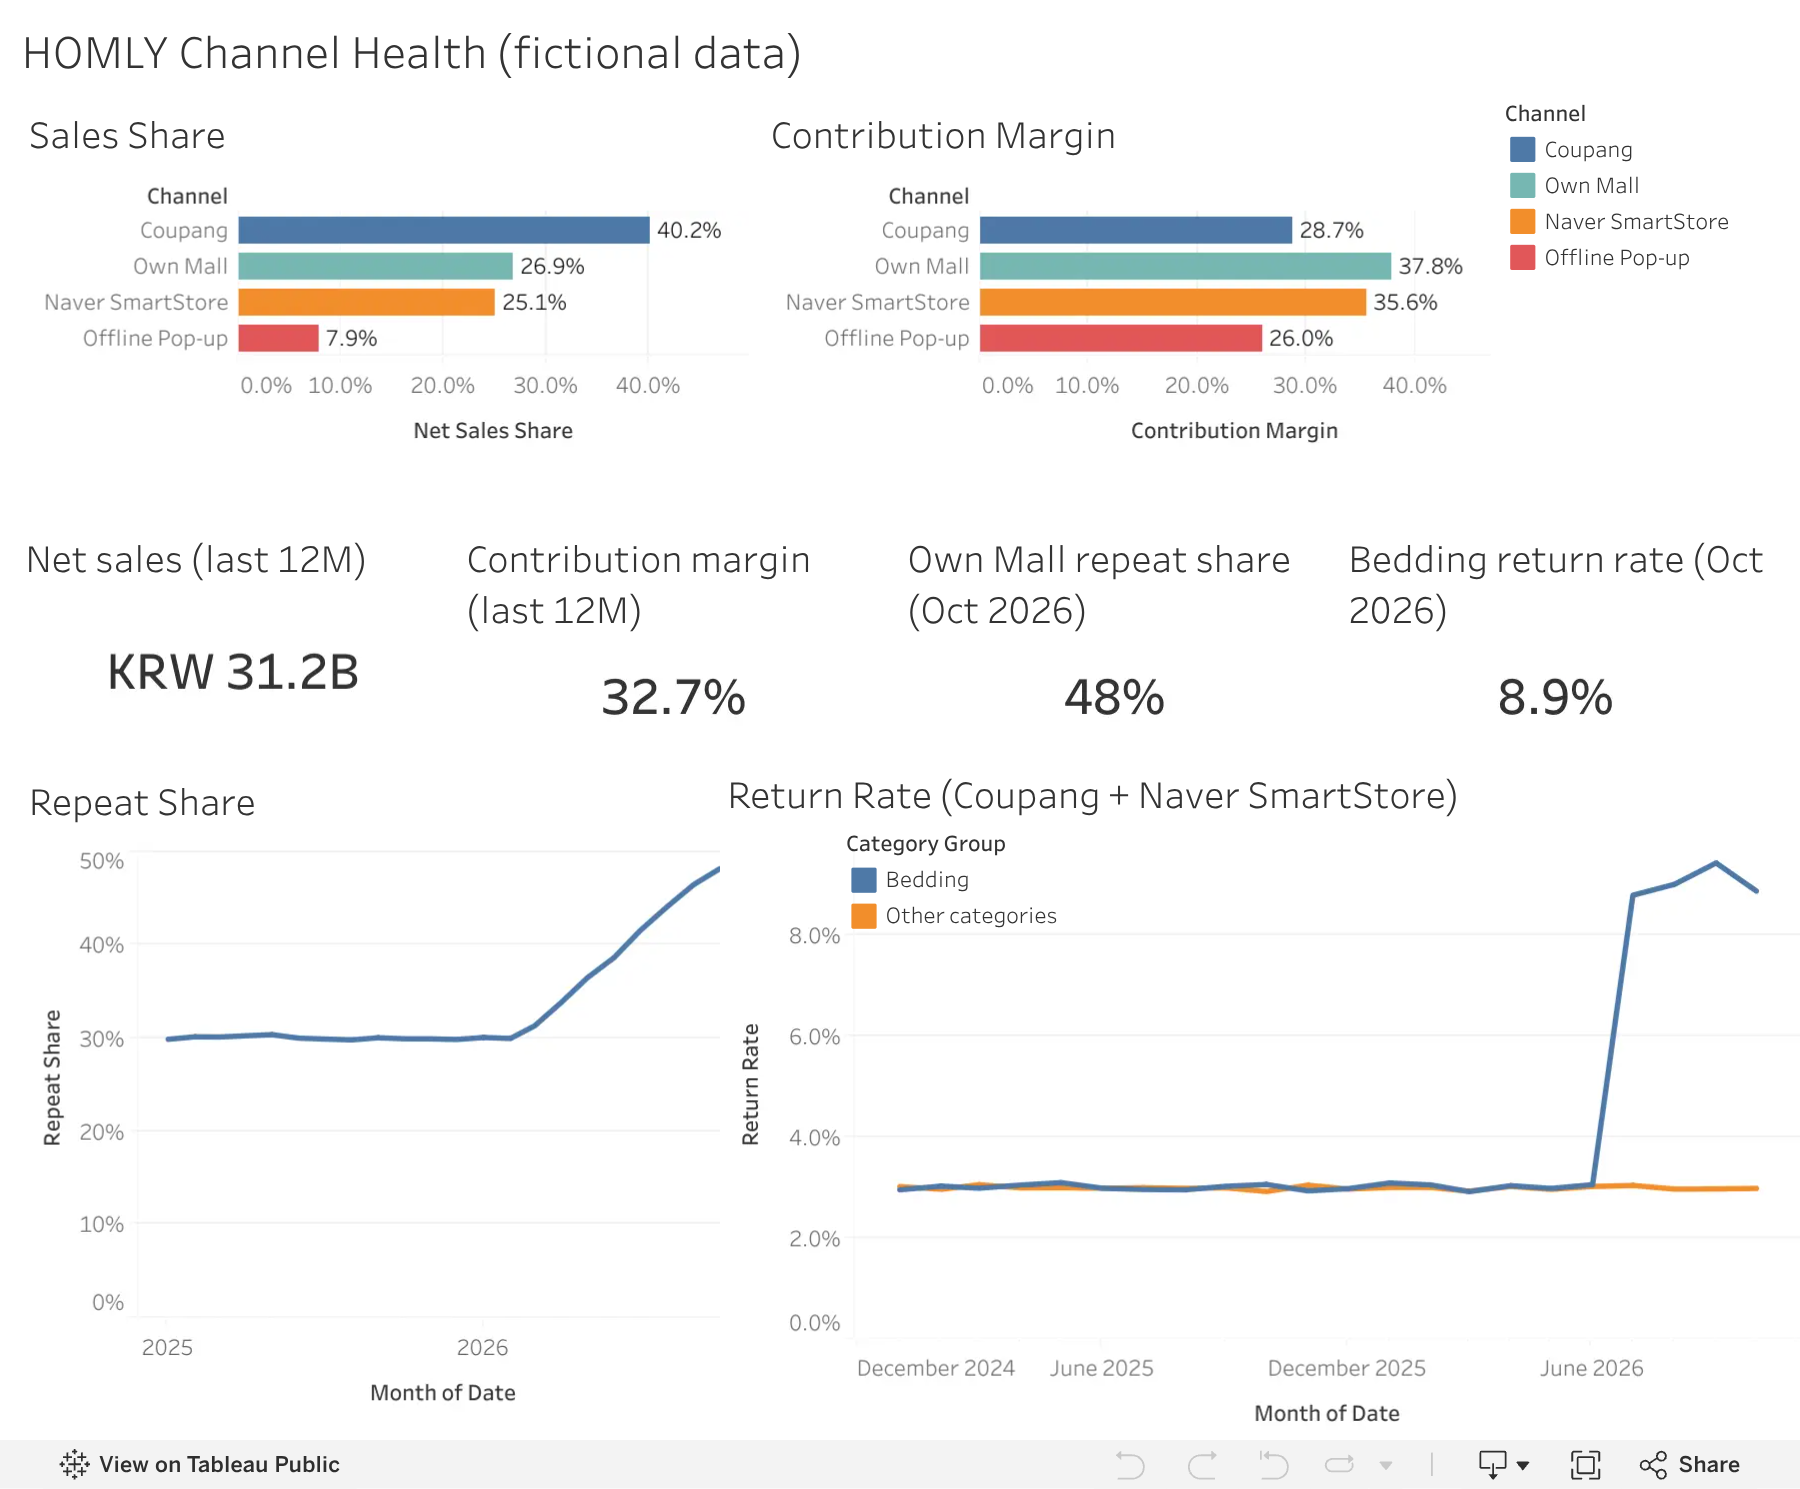 HOMLY Channel Health (fictional data)
Sales Share
Channel
Coupang 40.2%
Own Mall 26.9%
Naver SmartStore 25.1%
Offline Pop-up 7.9%
0.0% 10.0% 20.0% 30.0% 40.0%
Net Sales Share
Contribution Margin
Channel
Coupang 28.7%
Own Mall 37.8%
Naver SmartStore 35.6%
Offline Pop-up 26.0%
0.0% 10.0% 20.0% 30.0% 40.0%
Contribution Margin
Channel
Coupang
Own Mall
Naver SmartStore
Offline Pop-up
Net sales (last 12M)
KRW 31.2B
Contribution margin
(last 12M)
32.7%
Own Mall repeat share
(Oct 2026)
48%
Bedding return rate (Oct
2026)
8.9%
Repeat Share
50%
40%
30%
20%
10%
0%
Repeat Share
2025 2026
Month of Date
Return Rate (Coupang + Naver SmartStore)
Category Group
Bedding
Other categories
8.0%
6.0%
4.0%
2.0%
0.0%
Return Rate
December 2024 June 2025 December 2025 June 2026
Month of Date
View on Tableau Public
Share